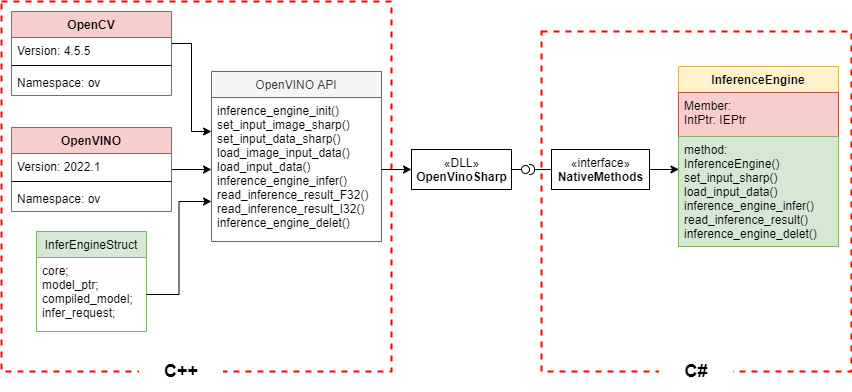 OpenCV
Version: 4.5.5
Namespace: ov
OpenVINO
Version: 2022.1
Namespace: ov
InferEngineStruct
core;
model_ptr;
compiled_model;
infer_request;
OpenVINO API
inference_engine_init()
set_input_image_sharp()
set_input_data_sharp()
load_image_input_data()
load_input_data()
inference_engine_infer()
read_inference_result_F32()
read_inference_result_I32()
inference_engine_delet()
C++
«DLL»
OpenVinoSharp
«interface»
NativeMethods
InferenceEngine
Member:
IntPtr: IEPtr
method:
InferenceEngine()
set_input_sharp()
load_input_data()
inference_engine_infer()
read_inference_result()
inference_engine_delet()
C#